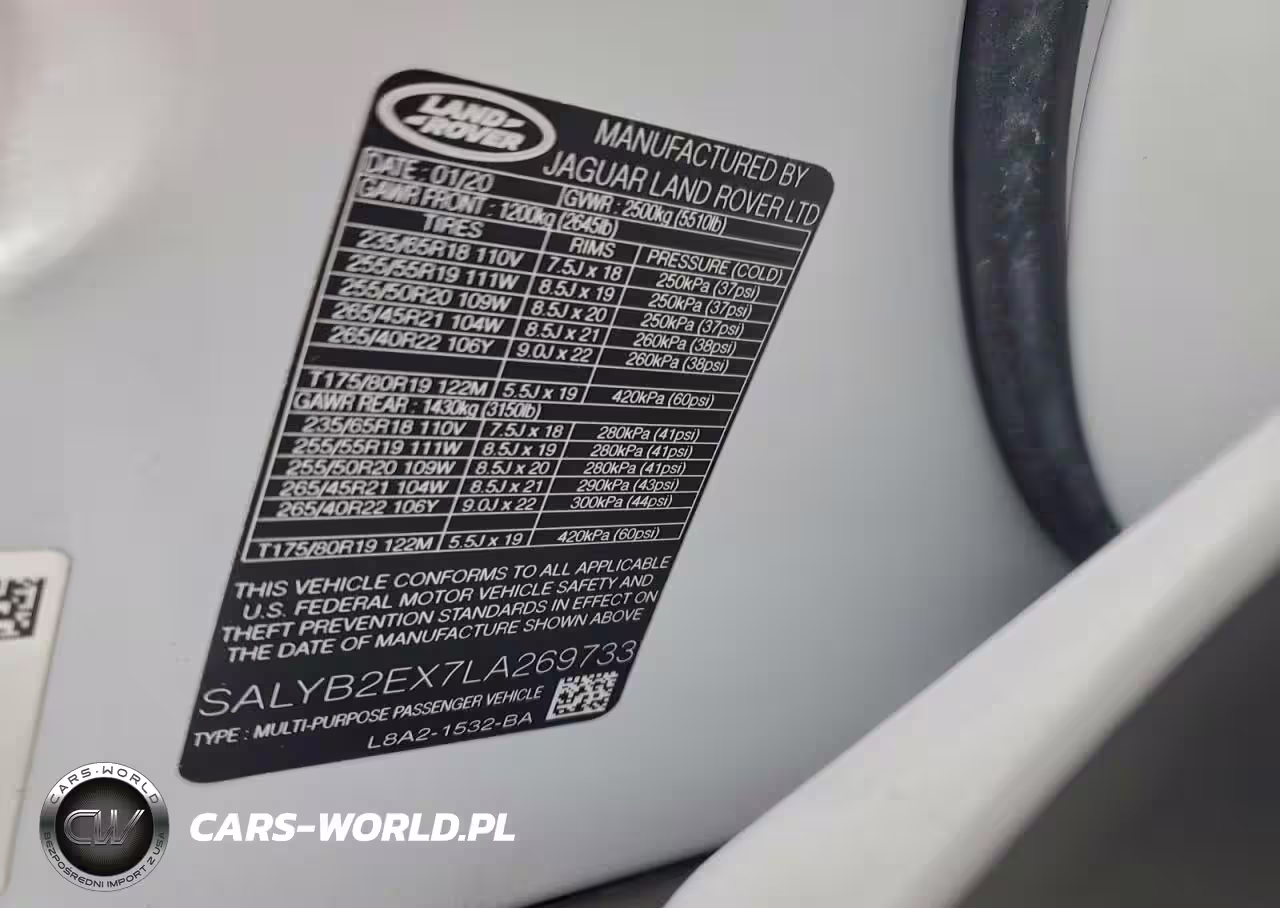 LAND
ROVER
MANUFACTURED BY
JAGUAR LAND ROVER LTD
DATE : 01/20 GVWR : 2500kg (5510lb)
GAWR FRONT : 1200kg (2645lb)
TIRES RIMS PRESSURE (COLD)
235/65R18 110V 7.5J x 18 250kPa (37psi)
255/55R19 111W 8.5J x 19 250kPa (37psi)
255/50R20 109W 8.5J x 20 250kPa (37psi)
265/45R21 104W 8.5J x 21 260kPa (38psi)
265/40R22 106Y 9.0J x 22 260kPa (38psi)
T175/80R19 122M 5.5J x 19 420kPa (60psi)
GAWR REAR : 1430kg (3150lb)
235/65R18 110V 7.5J x 18 280kPa (41psi)
255/55R19 111W 8.5J x 19 280kPa (41psi)
255/50R20 109W 8.5J x 20 280kPa (41psi)
265/45R21 104W 8.5J x 21 290kPa (43psi)
265/40R22 106Y 9.0J x 22 300kPa (44psi)
T175/80R19 122M 5.5J x 19 420kPa (60psi)
THIS VEHICLE CONFORMS TO ALL APPLICABLE
U.S. FEDERAL MOTOR VEHICLE SAFETY AND
THEFT PREVENTION STANDARDS IN EFFECT ON
THE DATE OF MANUFACTURE SHOWN ABOVE
SALYB2EX7LA269733
TYPE : MULTI-PURPOSE PASSENGER VEHICLE
L8A2-1532-BA
CARS-WORLD
CW
BEZPOŚREDNI IMPORT Z USA
CARS-WORLD.PL